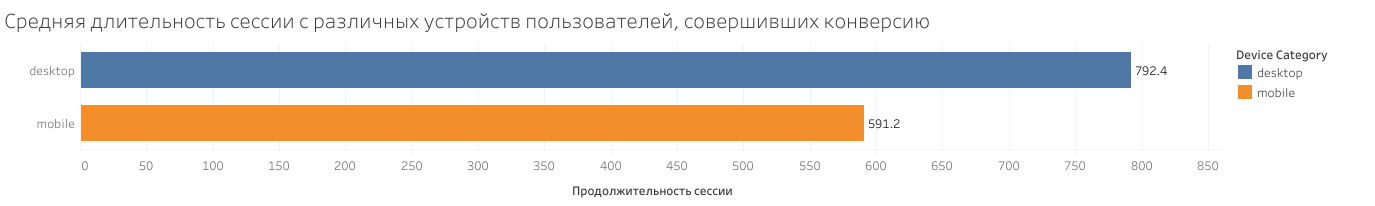 Средняя длительность сессии с различных устройств пользователей, совершивших конверсию
desktop
792.4
mobile
591.2
0 50 100 150 200 250 300 350 400 450 500 550 600 650 700 750 800 850
Продолжительность сессии
Device Category
desktop
mobile